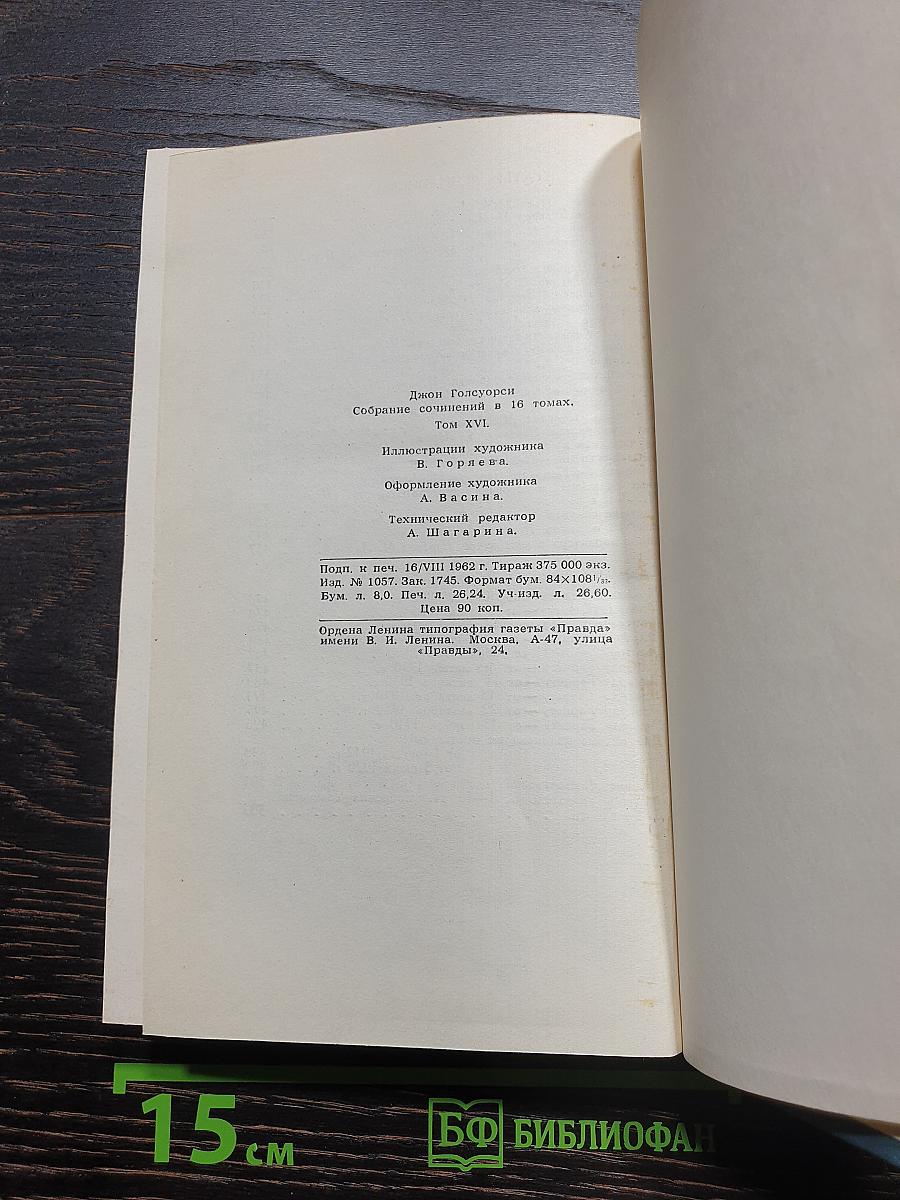 Джон Голсуорси
Собрание сочинений в 16 томах.
Том XVI.
Иллюстрации художника
В. Горяева.
Оформление художника
А. Васина.
Технический редактор
А. Шагарина.
Подп. к печ. 16/VIII 1962 г. Тираж 375 000 экз.
Изд. № 1057. Зак. 1745. Формат бум. 84×108¹/₃₂.
Бум. л. 8,0. Печ. л. 26,24. Уч-изд. л. 26,60.
Цена 90 коп.
Ордена Ленина типография газеты «Правда»
имени В. И. Ленина. Москва, А-47, улица
«Правды», 24.
15 см
БФ БИБЛИОФАН